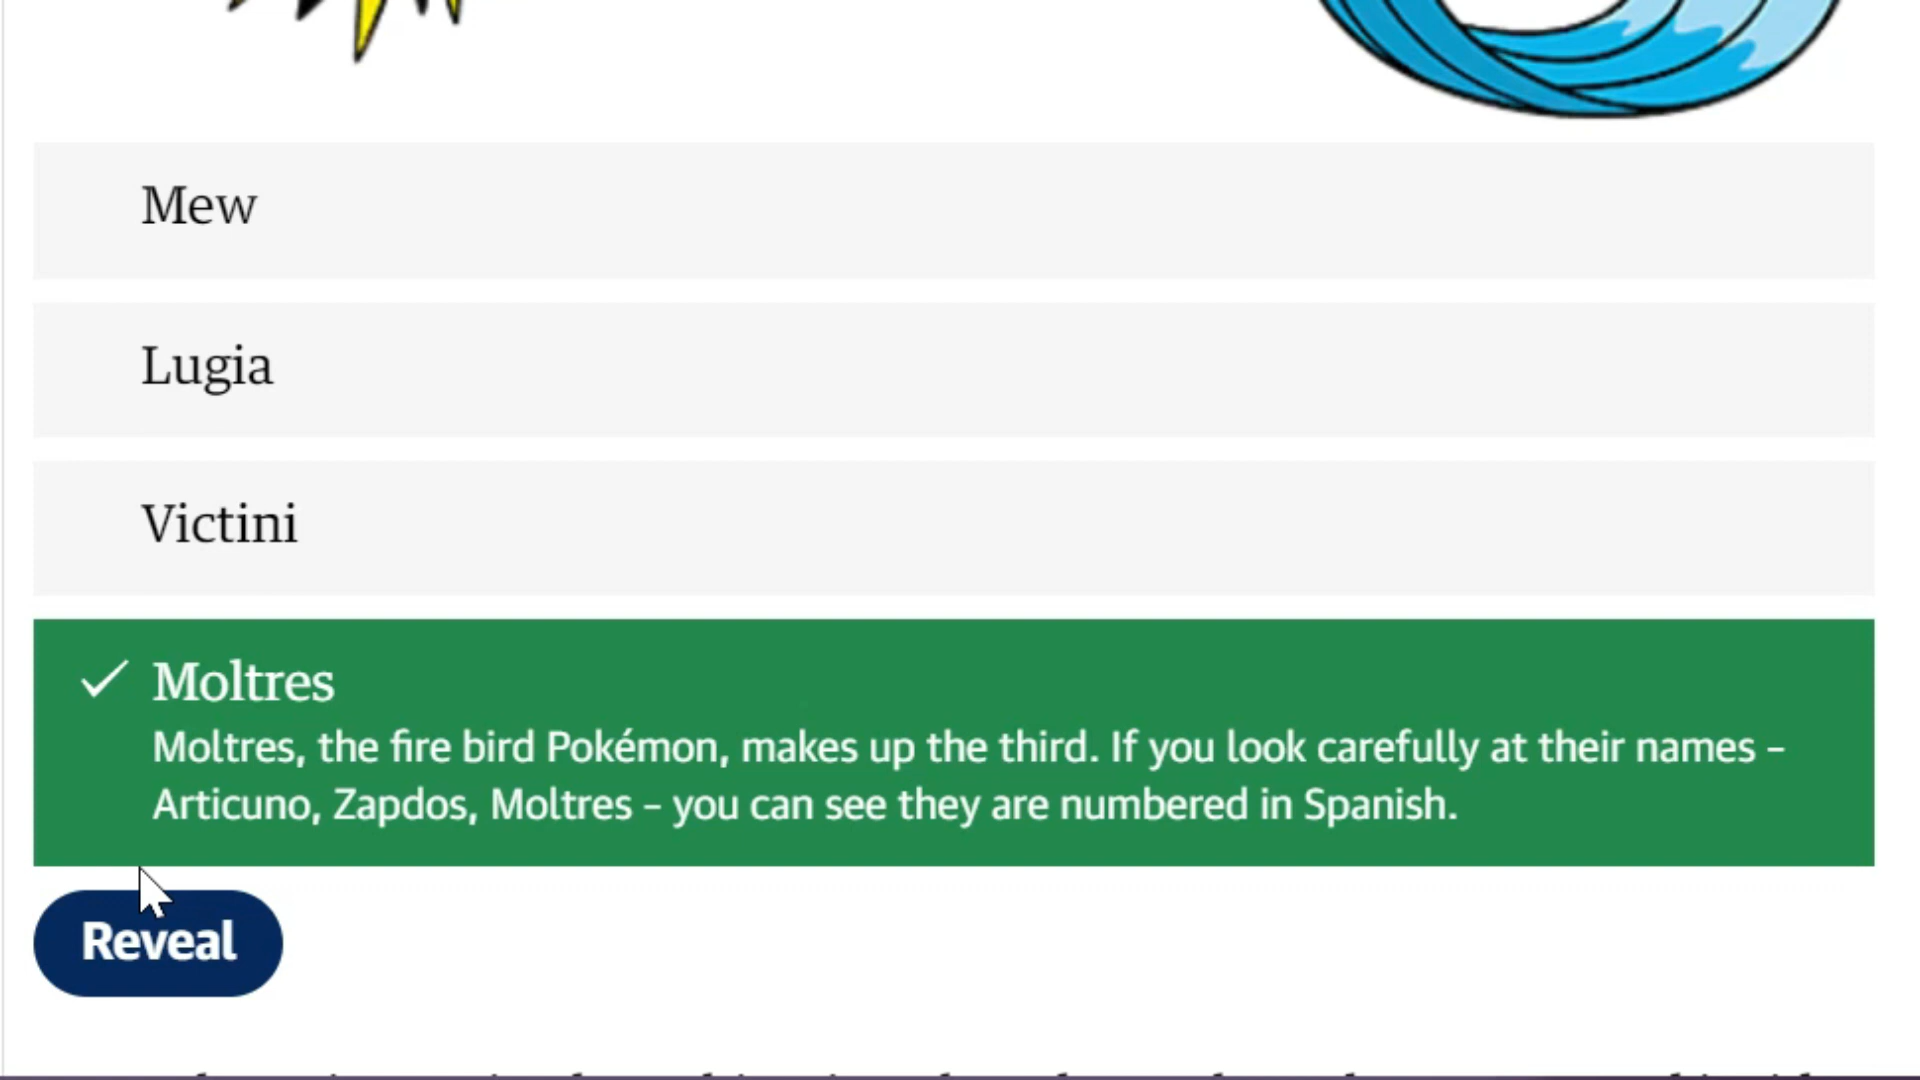 Mew
Lugia
Victini
Moltres
Moltres, the fire bird Pokémon, makes up the third. If you look carefully at their names –
Articuno, Zapdos, Moltres – you can see they are numbered in Spanish.
Reveal